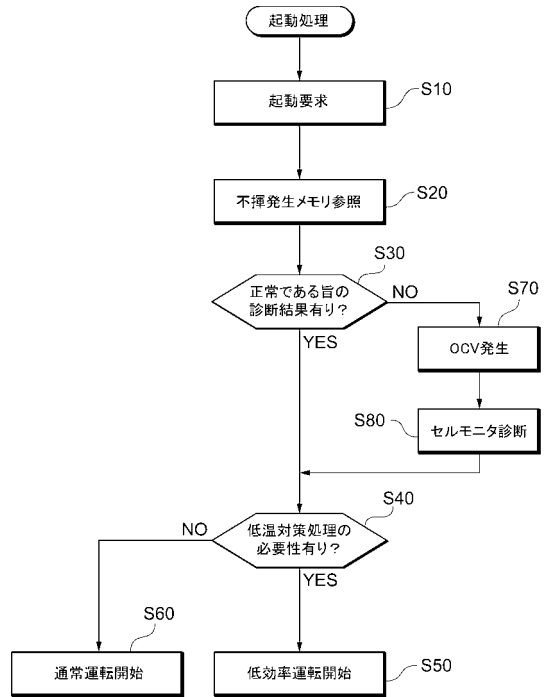 起動処理
起動要求
S10
不揮発生メモリ参照
S20
S30
正常である旨の
診断結果有り？
NO
YES
S70
OCV発生
S80
セルモニタ診断
S40
低温対策処理の
必要性有り？
NO
YES
S60
通常運転開始
低効率運転開始
S50